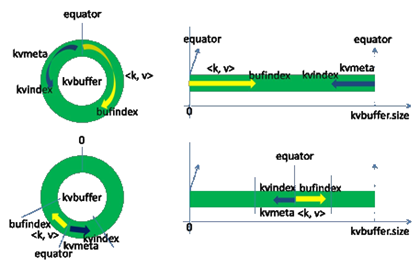 equator
kvmeta
kvbuffer
<k, v>
kvindex
bufindex
equator
equator
kvmeta
<k, v>
bufindex
kvindex
0
kvbuffer.size
0
kvbuffer
bufindex
<k, v>
kvindex
kvmeta
equator
equator
kvindex
bufindex
kvmeta
<k, v>
0
kvbuffer.size